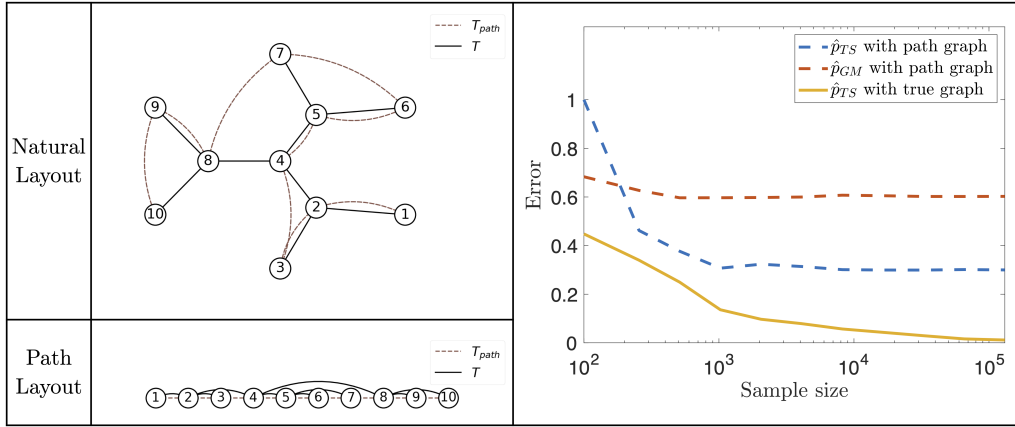 Natural
Layout
T_path
T
7
9
6
5
8
4
10
2
1
3
Path
Layout
T_path
T
1 2 3 4 5 6 7 8 9 10
p̂_TS with path graph
p̂_GM with path graph
p̂_TS with true graph
Error
1
0.8
0.6
0.4
0.2
0
10^2 10^3 10^4 10^5
Sample size